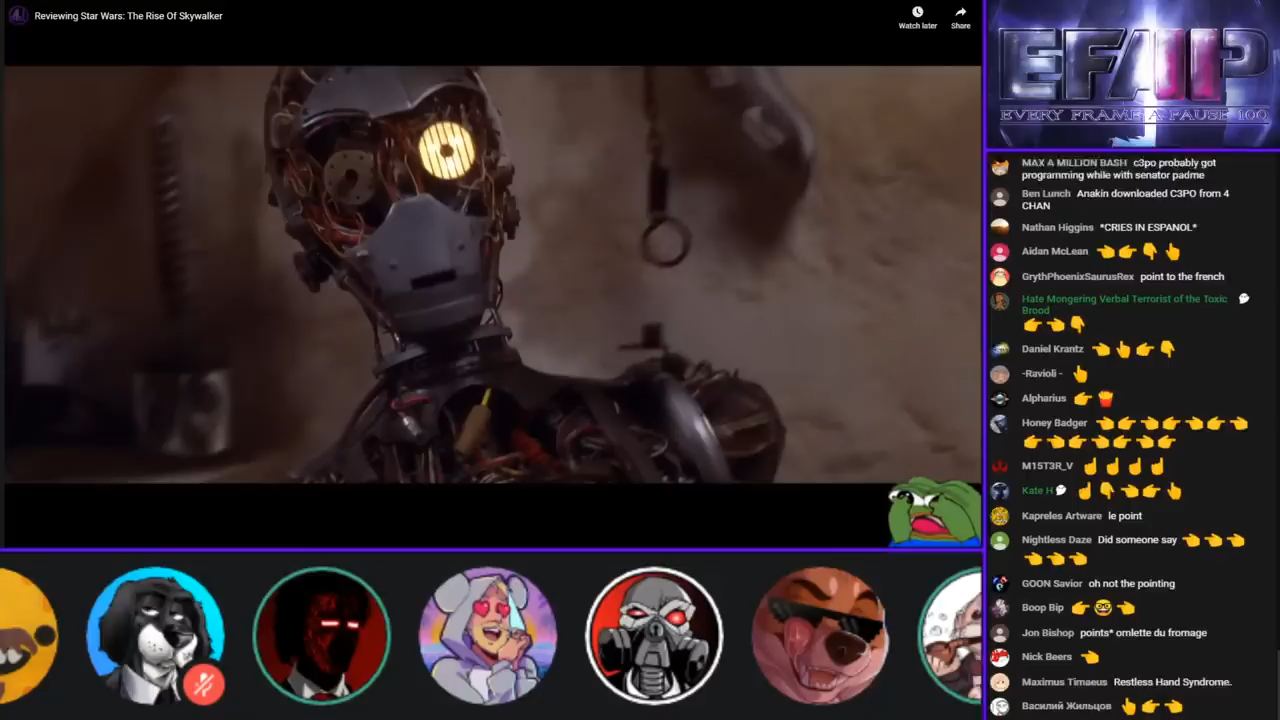 Reviewing Star Wars: The Rise Of Skywalker
Watch later
Share
EFAP
EVERY FRAME A PAUSE 100
MAX A MILLION BASH c3po probably got
programming while with senator padme
Ben Lunch Anakin downloaded C3PO from 4
CHAN
Nathan Higgins *CRIES IN ESPANOL*
Aidan McLean 👈👉👇👆
GrythPhoenixSaurusRex point to the french
Hate Mongering Verbal Terrorist of the Toxic
Brood
👉👈👇
Daniel Krantz 👈👆👉👇
-Ravioli - 👆
Alpharius 👉🍟
Honey Badger 👈👉👈👉👈👉👈
👉👈👉👈👉👈👉
M15T3R_V ☝☝☝☝
Kate H ☝👇👈👉👆
Kapreles Artware le point
Nightless Daze Did someone say 👈👈👈
👈👈👈
GOON Savior oh not the pointing
Boop Bip 👉🤓👈
Jon Bishop points* omlette du fromage
Nick Beers 👈
Maximus Timaeus Restless Hand Syndrome.
Василий Жильцов 👆👉👈